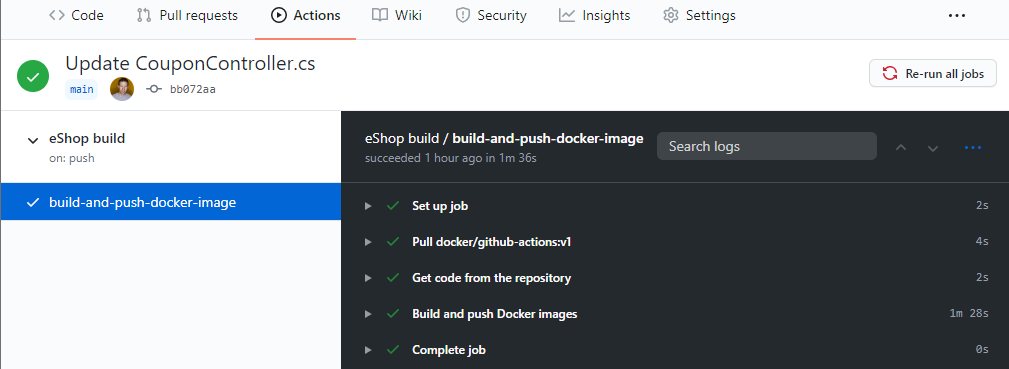 Code Pull requests Actions Wiki Security Insights Settings
Update CouponController.cs
main bb072aa
Re-run all jobs
eShop build
on: push
build-and-push-docker-image
eShop build / build-and-push-docker-image
succeeded 1 hour ago in 1m 36s
Search logs
Set up job 2s
Pull docker/github-actions:v1 4s
Get code from the repository 2s
Build and push Docker images 1m 28s
Complete job 0s